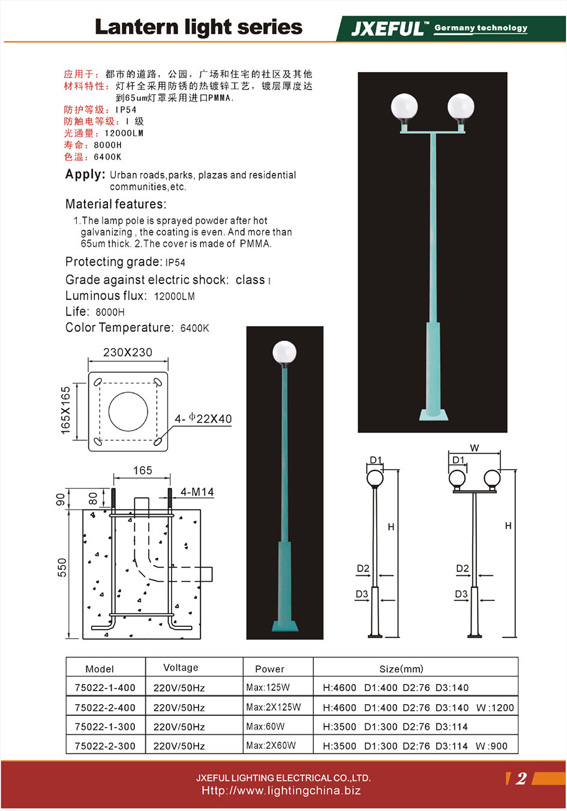 Lantern light series
JXEFUL™ Germany technology
应用于：都市的道路，公园，广场和住宅的社区及其他
材料特性：灯杆全采用防锈的热镀锌工艺，镀层厚度达
到65um灯罩采用进口PMMA.
防护等级：IP54
防触电等级：I 级
光通量：12000LM
寿命：8000H
色温：6400K
Apply: Urban roads,parks, plazas and residential
communities,etc.
Material features:
1.The lamp pole is sprayed powder after hot
galvanizing , the coating is even. And more than
65um thick. 2.The cover is made of PMMA.
Protecting grade: IP54
Grade against electric shock: class I
Luminous flux: 12000LM
Life: 8000H
Color Temperature: 6400K
230X230
165X165
4-Φ22X40
165
4-M14
90
80
550
D1
H
D2
D3
W
D1
H
D2
D3
Model Voltage Power Size(mm)
75022-1-400 220V/50Hz Max:125W H:4600 D1:400 D2:76 D3:140
75022-2-400 220V/50Hz Max:2X125W H:4600 D1:400 D2:76 D3:140 W:1200
75022-1-300 220V/50Hz Max:60W H:3500 D1:300 D2:76 D3:114
75022-2-300 220V/50Hz Max:2X60W H:3500 D1:300 D2:76 D3:114 W:900
JXEFUL LIGHTING ELECTRICAL CO.,LTD.
Http://www.lightingchina.biz
2